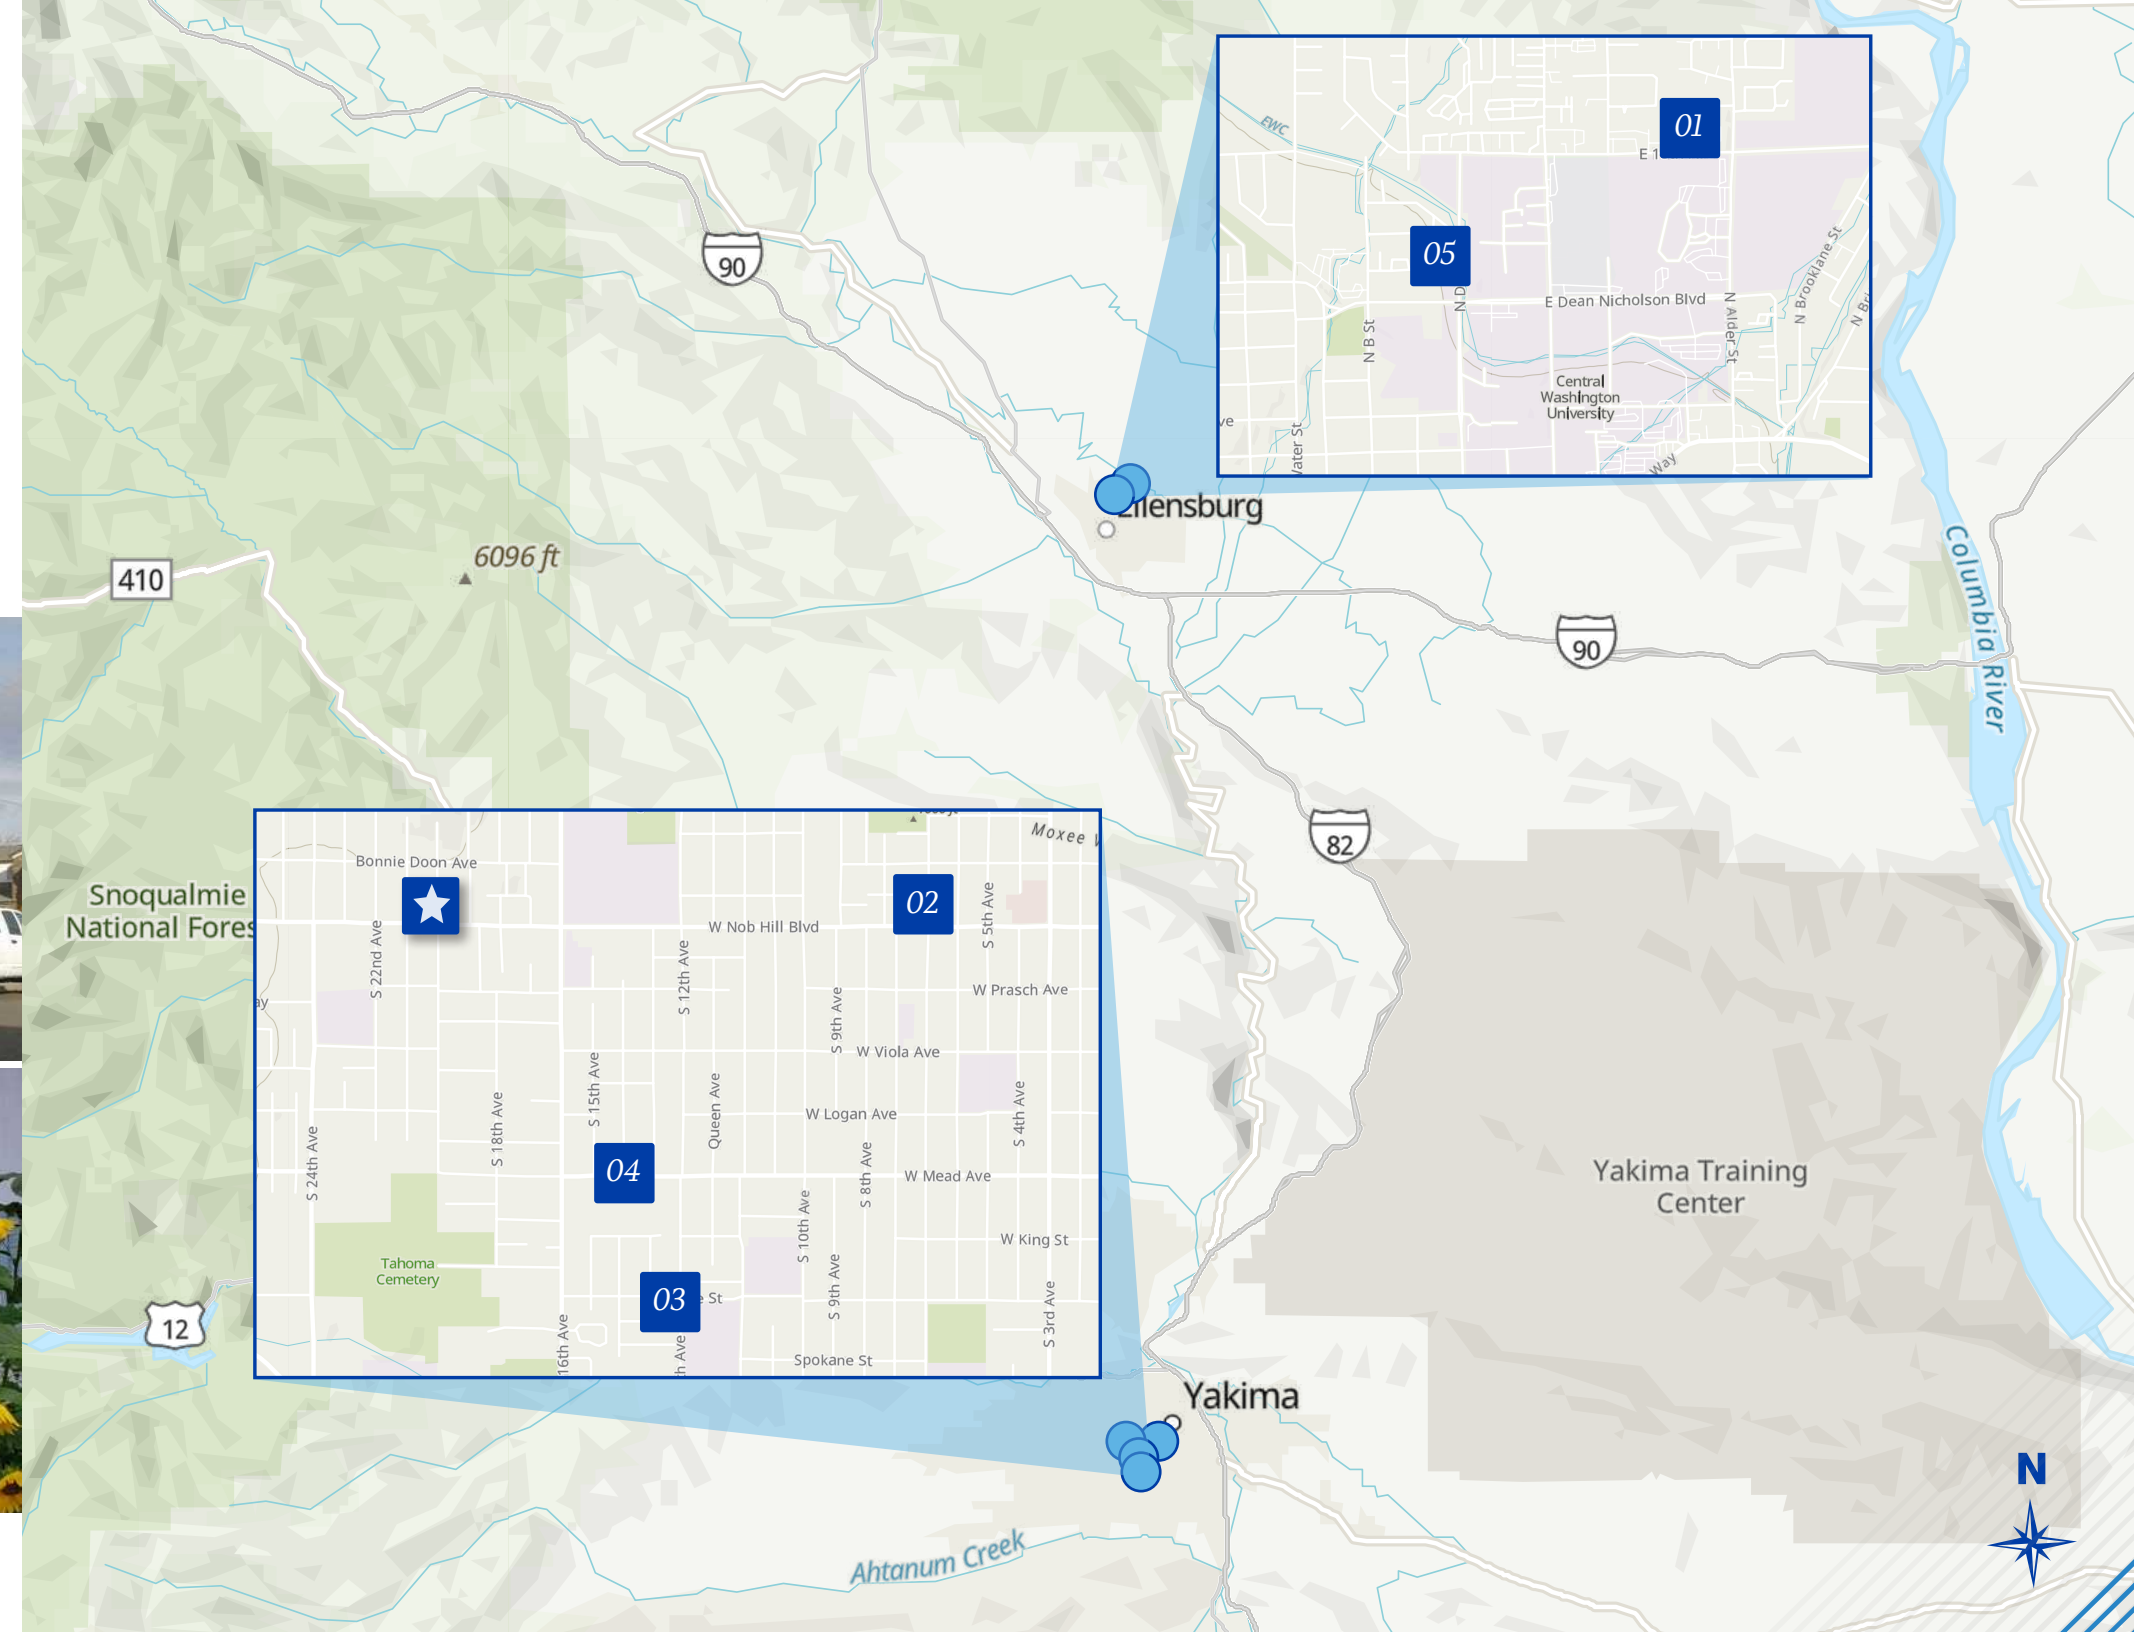 EWC
01
E 1
05
N D
E Dean Nicholson Blvd
N Alder St
N Brooklane St
N Bri
N B St
Central
Washington
University
ve
Water St
Way
90
Ellensburg
6096 ft
410
90
Columbia River
82
Snoqualmie
National Fores
Bonnie Doon Ave
Moxee V
02
S 22nd Ave
W Nob Hill Blvd
S 5th Ave
S 12th Ave
W Prasch Ave
ay
S 9th Ave
W Viola Ave
S 15th Ave
Queen Ave
S 18th Ave
W Logan Ave
S 4th Ave
S 24th Ave
04
S 8th Ave
W Mead Ave
S 10th Ave
W King St
Tahoma
Cemetery
03
e St
S 9th Ave
S 3rd Ave
16th Ave
h Ave
Spokane St
Yakima Training
Center
12
Yakima
N
Ahtanum Creek